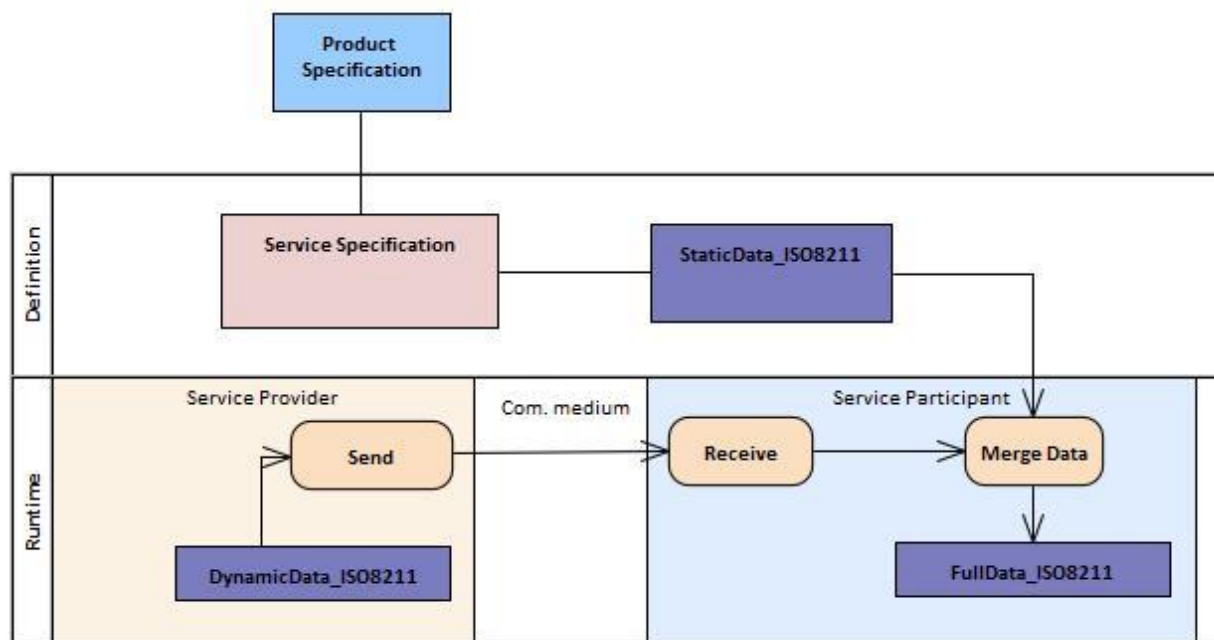 Product
Specification
Definition
Service Specification
StaticData_ISO8211
Runtime
Service Provider
Com. medium
Service Participant
Send
Receive
Merge Data
DynamicData_ISO8211
FullData_ISO8211